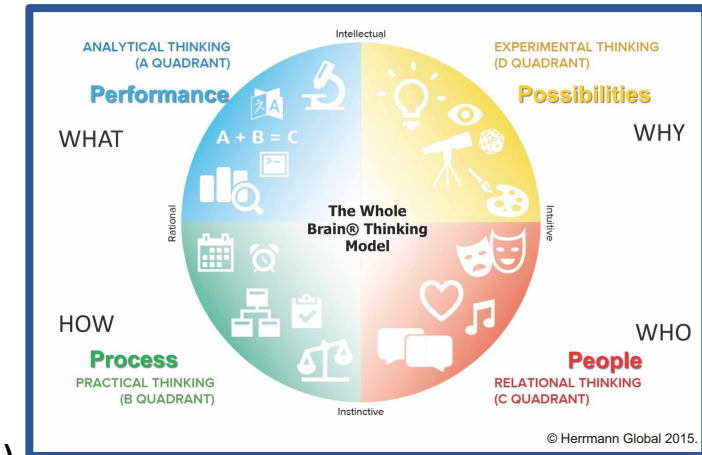 Intellectual
ANALYTICAL THINKING
(A QUADRANT)
Performance
WHAT
EXPERIMENTAL THINKING
(D QUADRANT)
Possibilities
WHY
A + B = C
>-
A
Rational
The Whole
Brain® Thinking
Model
Intuitive
HOW
Process
PRACTICAL THINKING
(B QUADRANT)
WHO
People
RELATIONAL THINKING
(C QUADRANT)
Instinctive
© Herrmann Global 2015.
)